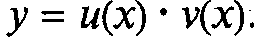 y = u(x) · v(x).